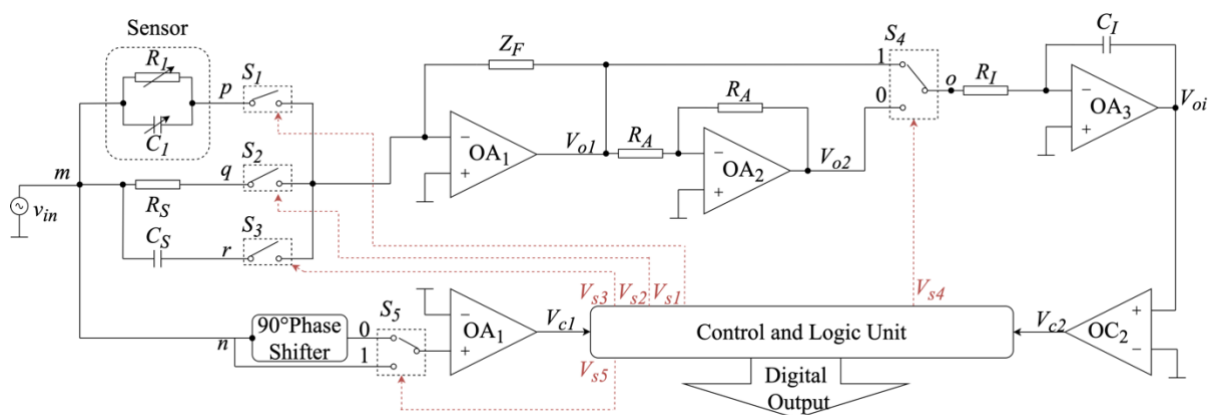 Sensor
R1
C1
p
S1
m
vin
RS
q
S2
CS
r
S3
n
90°Phase
Shifter
S5
0
1
ZF
−
+
OA1
Vo1
RA
RA
−
+
OA2
Vo2
S4
1
0
o
RI
CI
−
+
OA3
Voi
−
+
OA1
Vc1
Vs3
Vs2
Vs1
Vs4
Vs5
Control and Logic Unit
Vc2
+
−
OC2
Digital
Output